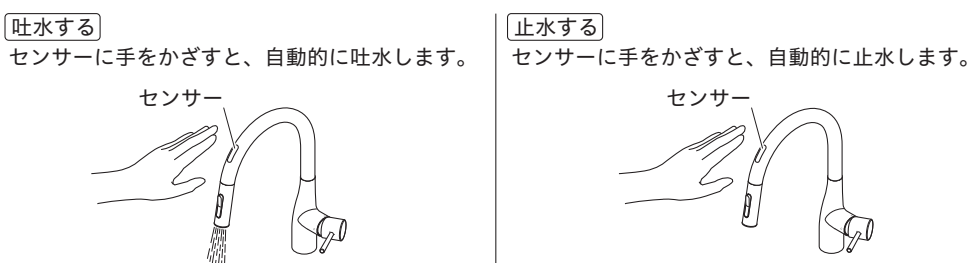 吐水する
センサーに手をかざすと、自動的に吐水します。
センサー
止水する
センサーに手をかざすと、自動的に止水します。
センサー